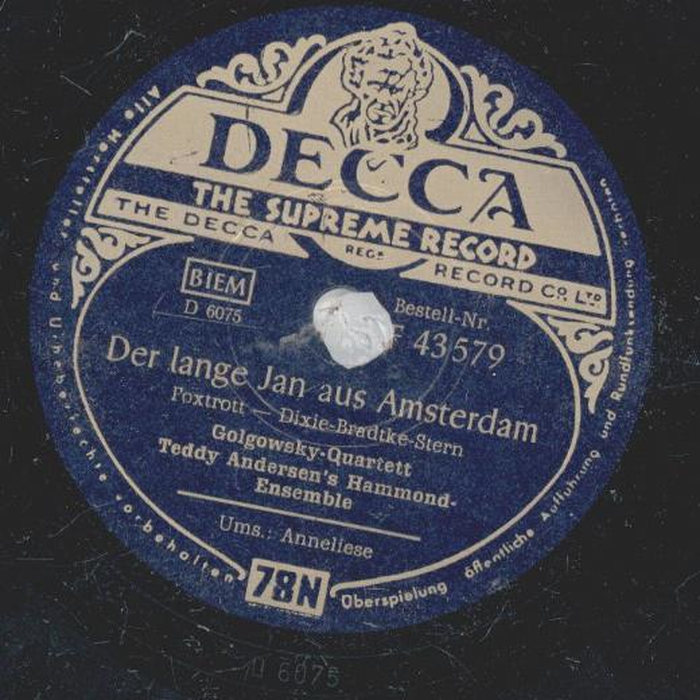 DECCA
THE SUPREME RECORD
THE DECCA
REGD
RECORD CO LTD
BIEM
D 6075
Bestell-Nr.
F 43579
Der lange Jan aus Amsterdam
Foxtrott — Dixie-Bradtke-Stern
Golgowsky-Quartett
Teddy Andersen's Hammond-
Ensemble
Ums.: Anneliese
78N
Alle Hersteller- und Urheberrechte vorbehalten
Überspielung öffentliche Aufführung und Rundfunk
6075